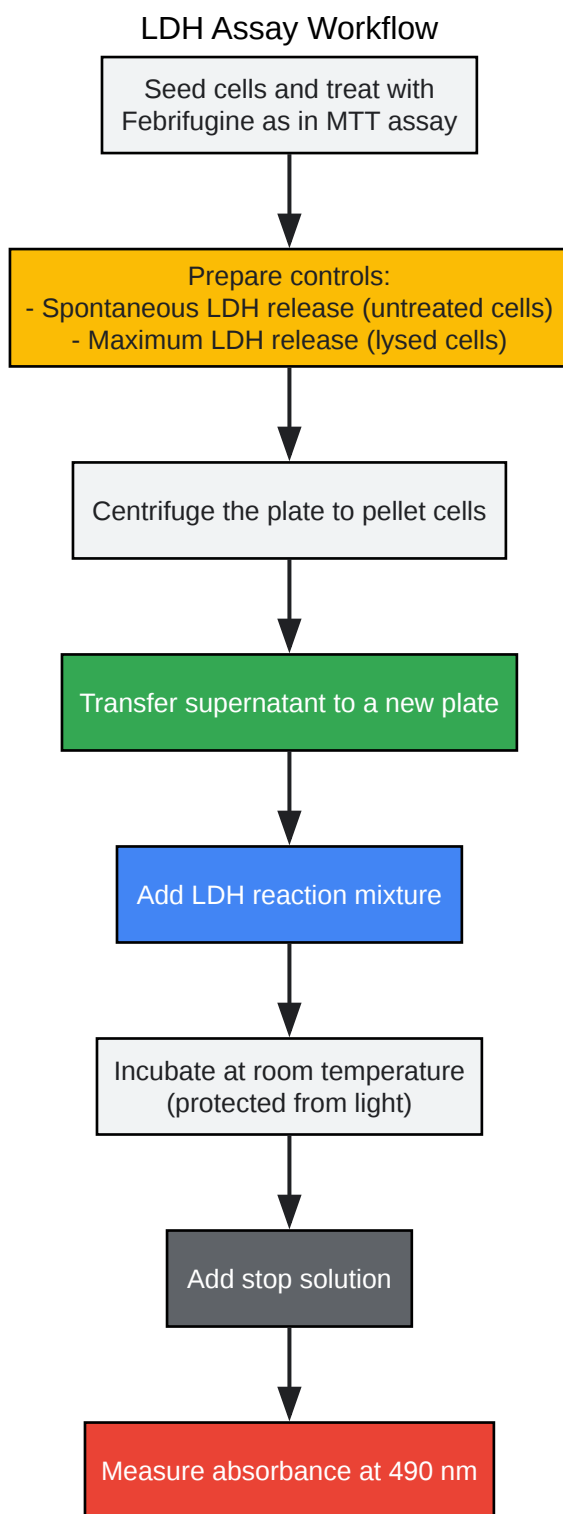 LDH Assay Workflow
Seed cells and treat with
Febrifugine as in MTT assay
Prepare controls:
- Spontaneous LDH release (untreated cells)
- Maximum LDH release (lysed cells)
Centrifuge the plate to pellet cells
Transfer supernatant to a new plate
Add LDH reaction mixture
Incubate at room temperature
(protected from light)
Add stop solution
Measure absorbance at 490 nm